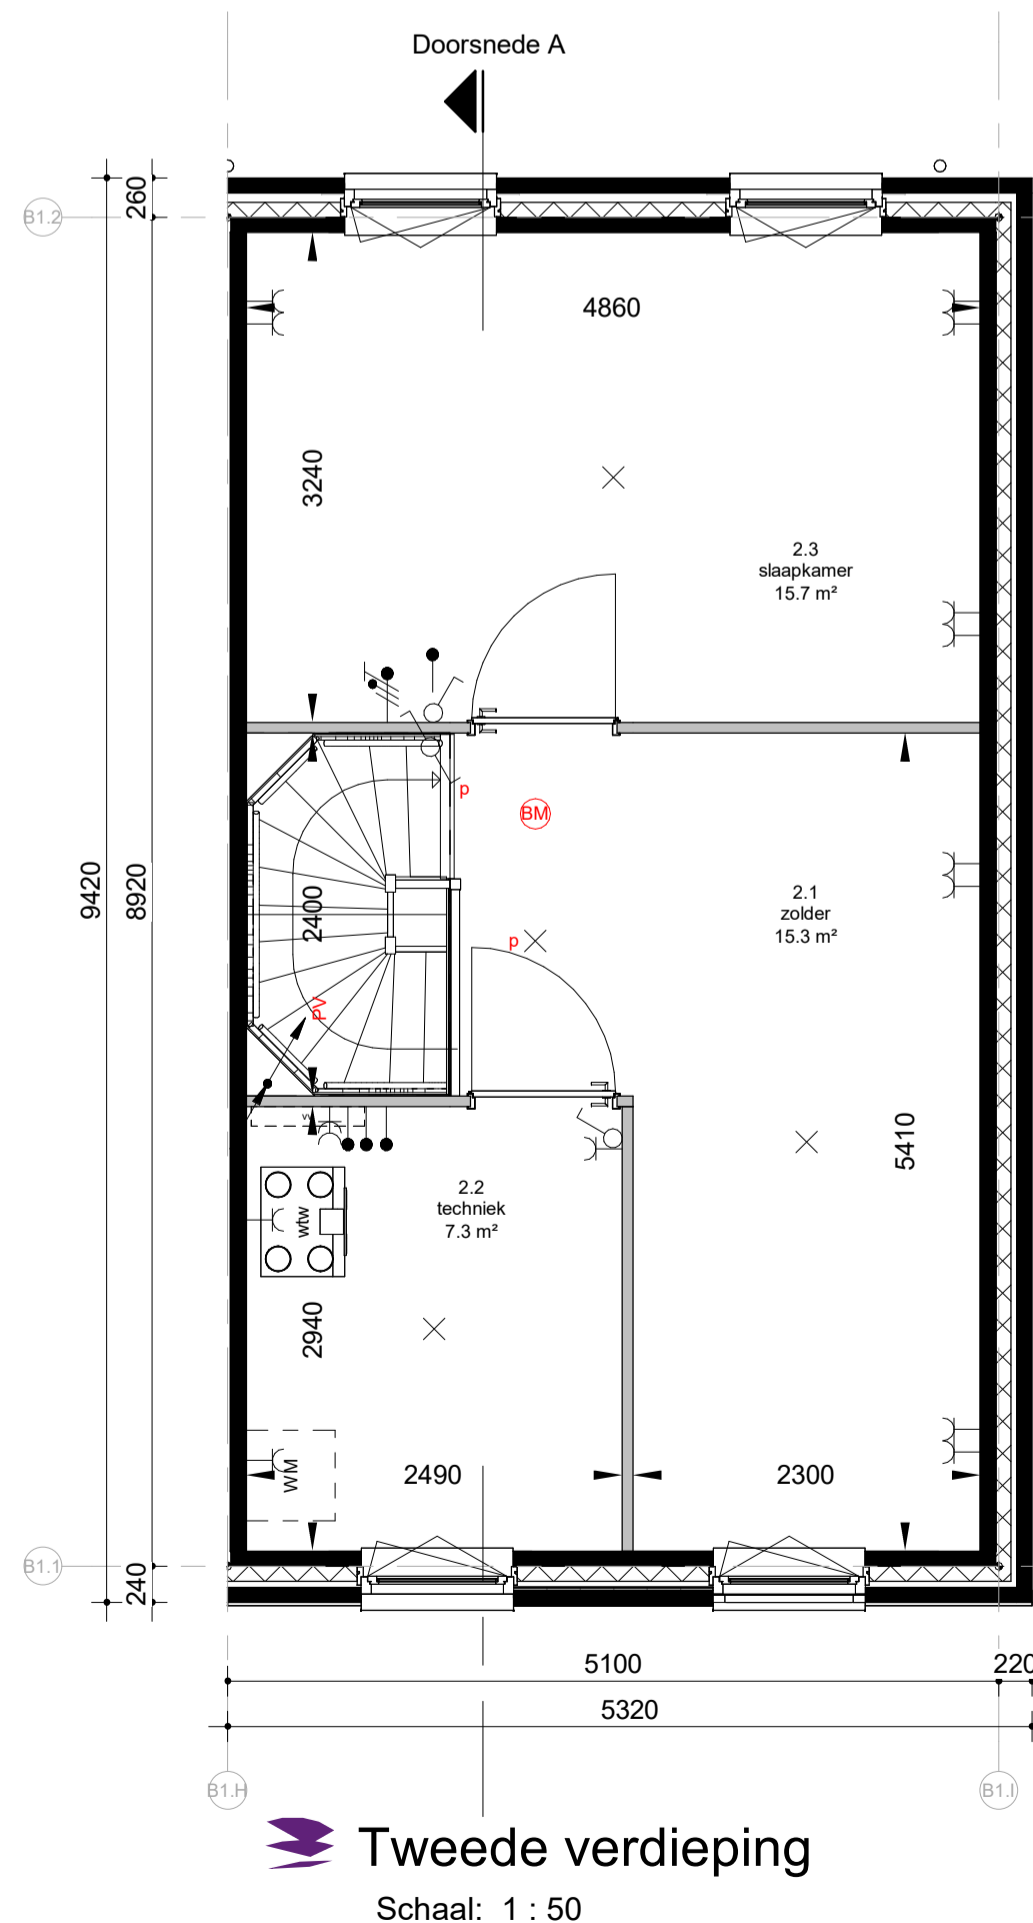 Doorsnede A
260
B1.2
4860
3240
2.3
slaapkamer
15.7 m²
p
BM
9420
8920
2400
2.1
zolder
15.3 m²
p
PV
5410
2.2
techniek
7.3 m²
wtw
2940
WM
2490
2300
B1.1
240
5100
220
5320
B1.H
B1.I
Tweede verdieping
Schaal: 1 : 50